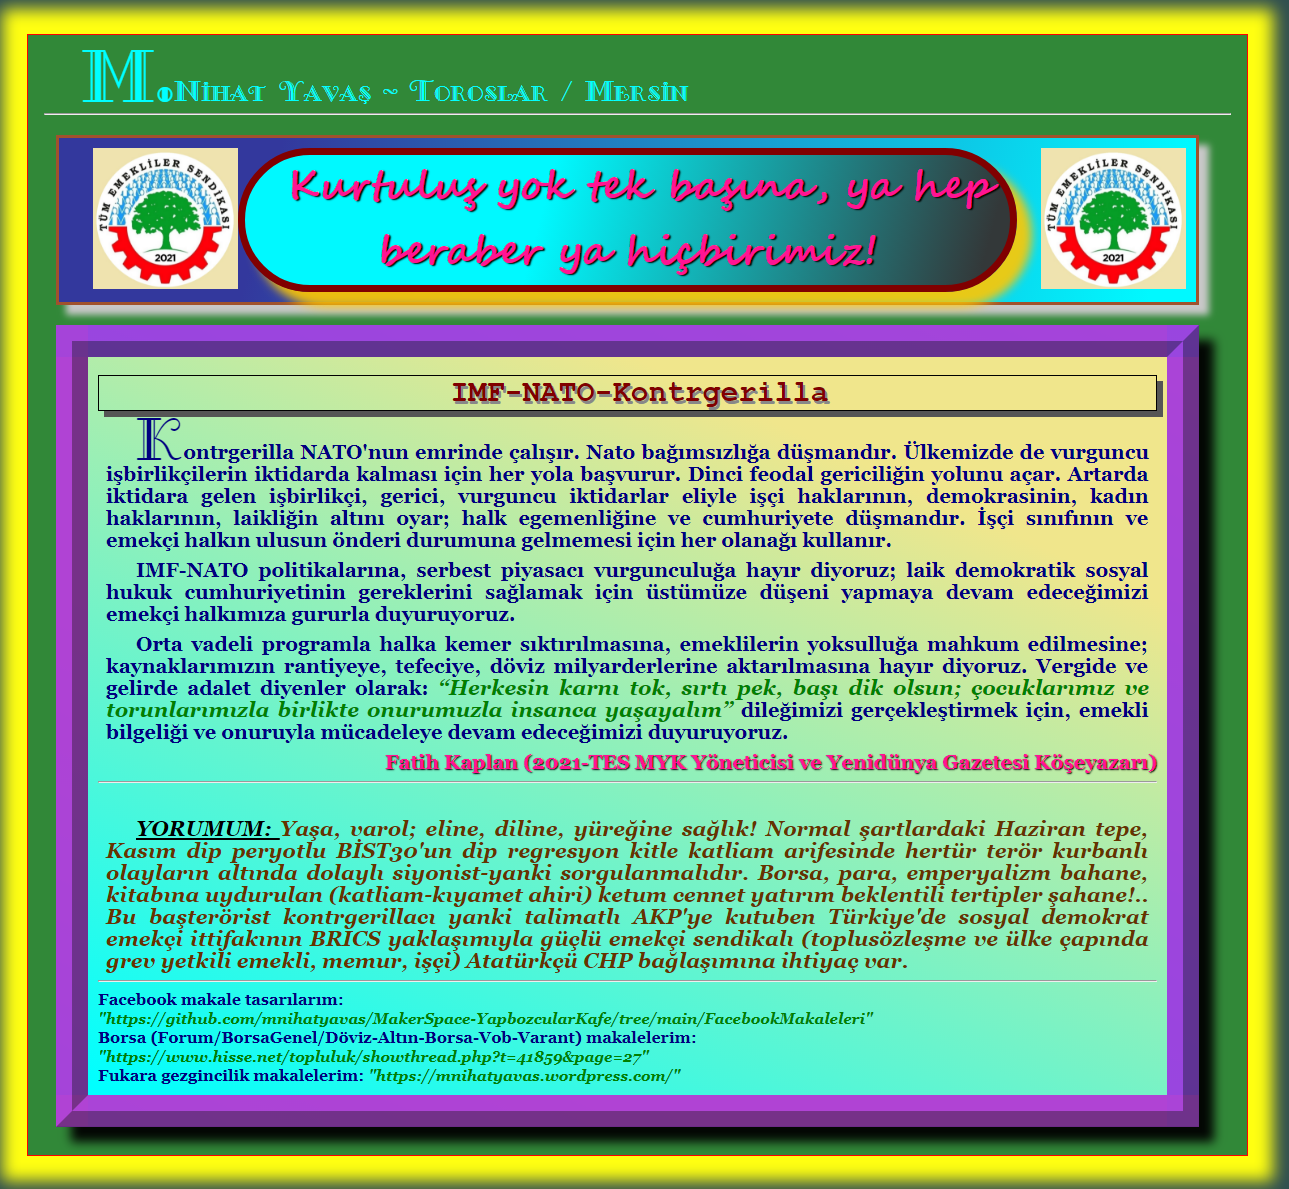 MoNihat Yavaş ~ Toroslar / Mersin
TÜM EMEKLİLER SENDİKASI
2021
Kurtuluş yok tek başına, ya hep
beraber ya hiçbirimiz!
TÜM EMEKLİLER SENDİKASI
2021
IMF-NATO-Kontrgerilla
Kontrgerilla NATO'nun emrinde çalışır. Nato bağımsızlığa düşmandır. Ülkemizde de vurguncu
işbirlikçilerin iktidarda kalması için her yola başvurur. Dinci feodal gericiliğin yolunu açar. Artarda
iktidara gelen işbirlikçi, gerici, vurguncu iktidarlar eliyle işçi haklarının, demokrasinin, kadın
haklarının, laikliğin altını oyar; halk egemenliğine ve cumhuriyete düşmandır. İşçi sınıfının ve
emekçi halkın ulusun önderi durumuna gelmemesi için her olanağı kullanır.
IMF-NATO politikalarına, serbest piyasacı vurgunculuğa hayır diyoruz; laik demokratik sosyal
hukuk cumhuriyetinin gereklerini sağlamak için üstümüze düşeni yapmaya devam edeceğimizi
emekçi halkımıza gururla duyuruyoruz.
Orta vadeli programla halka kemer sıktırılmasına, emeklilerin yoksulluğa mahkum edilmesine;
kaynaklarımızın rantiyeye, tefeciye, döviz milyarderlerine aktarılmasına hayır diyoruz. Vergide ve
gelirde adalet diyenler olarak: “Herkesin karnı tok, sırtı pek, başı dik olsun; çocuklarımız ve
torunlarımızla birlikte onurumuzla insanca yaşayalım” dileğimizi gerçekleştirmek için, emekli
bilgeliği ve onuruyla mücadeleye devam edeceğimizi duyuruyoruz.
Fatih Kaplan (2021-TES MYK Yöneticisi ve Yenidünya Gazetesi Köşeyazarı)
YORUMUM: Yaşa, varol; eline, diline, yüreğine sağlık! Normal şartlardaki Haziran tepe,
Kasım dip peryotlu BİST30'un dip regresyon kitle katliam arifesinde hertür terör kurbanlı
olayların altında dolaylı siyonist-yanki sorgulanmalıdır. Borsa, para, emperyalizm bahane,
kitabına uydurulan (katliam-kıyamet ahiri) ketum cennet yatırım beklentili tertipler şahane!..
Bu başterörist kontrgerillacı yanki talimatlı AKP'ye kutuben Türkiye'de sosyal demokrat
emekçi ittifakının BRICS yaklaşımıyla güçlü emekçi sendikalı (toplusözleşme ve ülke çapında
grev yetkili emekli, memur, işçi) Atatürkçü CHP bağlaşımına ihtiyaç var.
Facebook makale tasarılarım:
"https://github.com/mnihatyavas/MakerSpace-YapbozcularKafe/tree/main/FacebookMakaleleri"
Borsa (Forum/BorsaGenel/Döviz-Altın-Borsa-Vob-Varant) makalelerim:
"https://www.hisse.net/topluluk/showthread.php?t=41859&page=27"
Fukara gezgincilik makalelerim: "https://mnihatyavas.wordpress.com/"